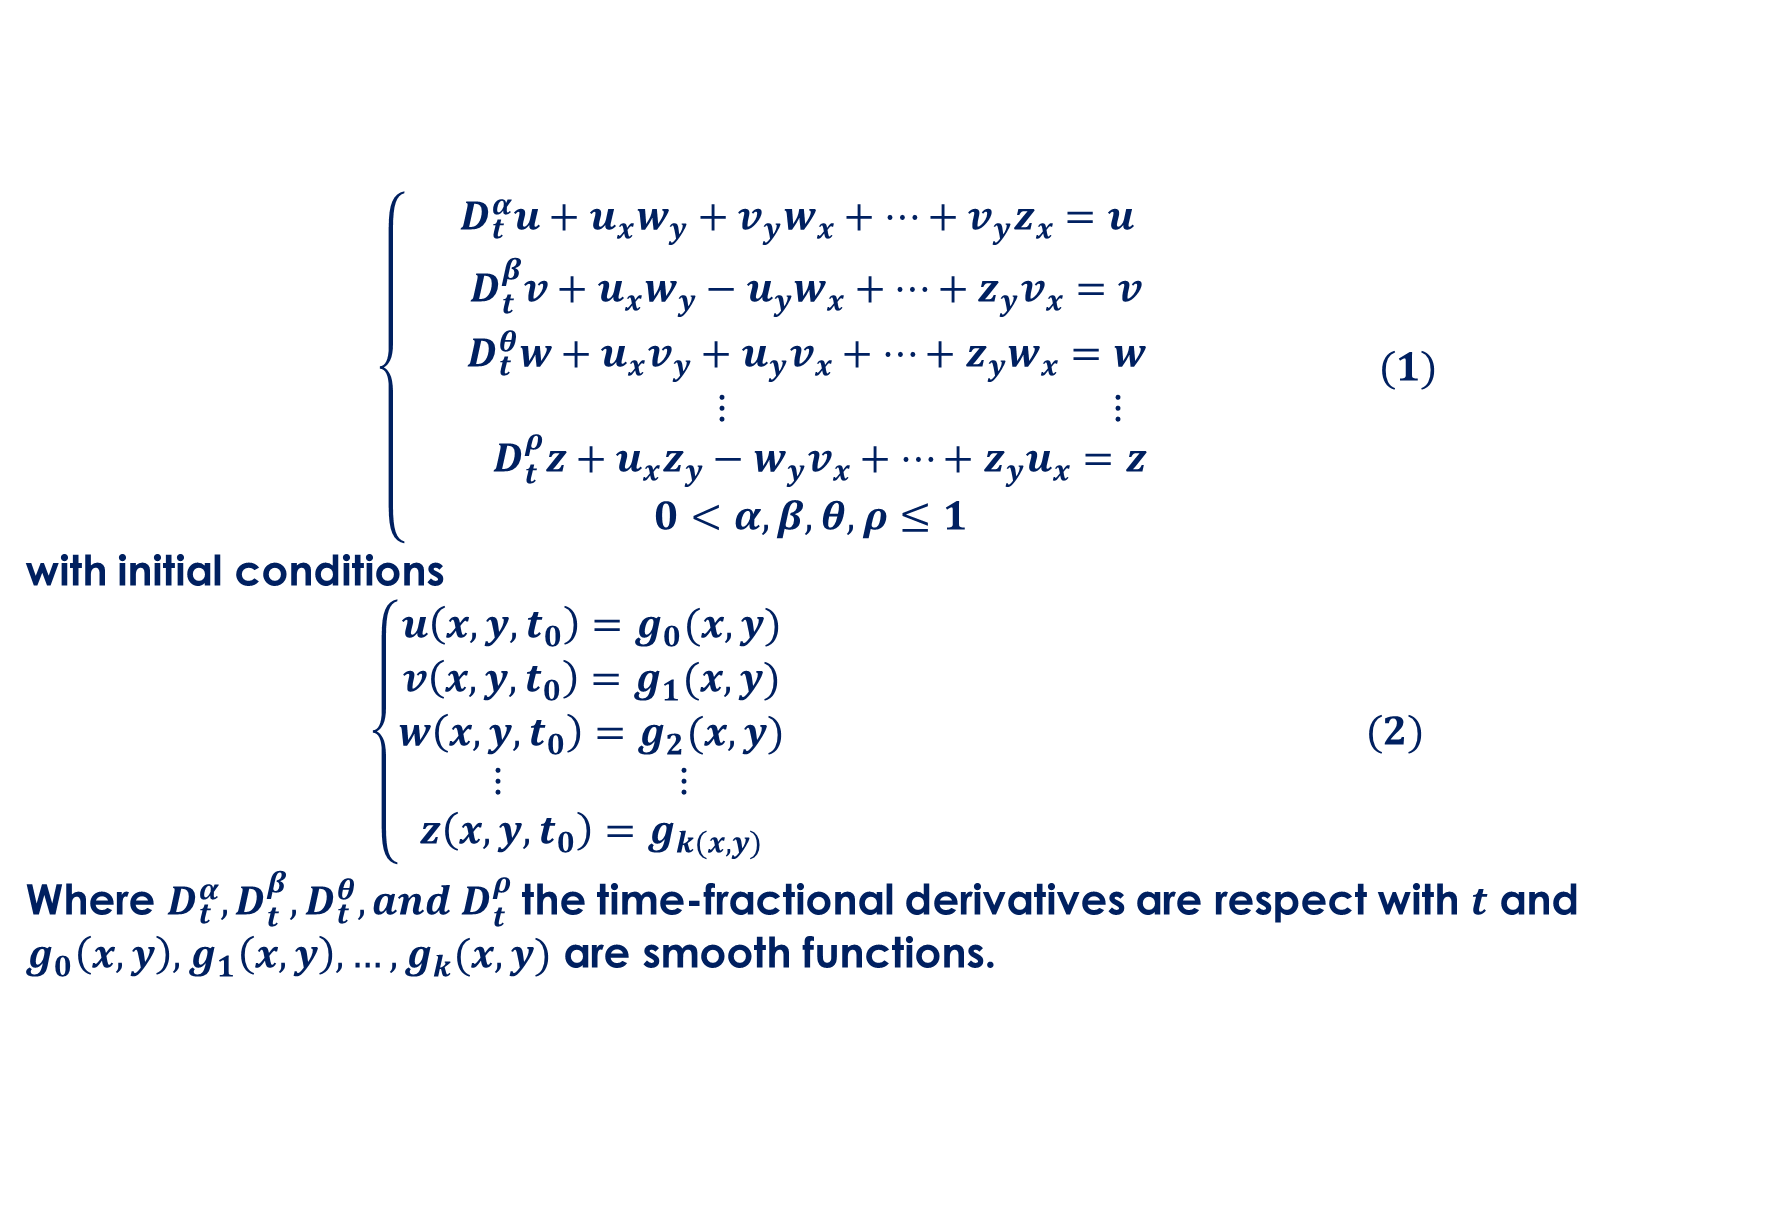 D_t^α u + u_x w_y + v_y w_x + ⋯ + v_y z_x = u
D_t^β v + u_x w_y − u_y w_x + ⋯ + z_y v_x = v
D_t^θ w + u_x v_y + u_y v_x + ⋯ + z_y w_x = w
(1)
⋮ ⋮
D_t^ρ z + u_x z_y − w_y v_x + ⋯ + z_y u_x = z
0 < α, β, θ, ρ ≤ 1
with initial conditions
u(x, y, t_0) = g_0(x, y)
v(x, y, t_0) = g_1(x, y)
w(x, y, t_0) = g_2(x, y)
(2)
⋮ ⋮
z(x, y, t_0) = g_{k(x,y)}
Where D_t^α, D_t^β, D_t^θ, and D_t^ρ the time-fractional derivatives are respect with t and
g_0(x, y), g_1(x, y), … , g_k(x, y) are smooth functions.